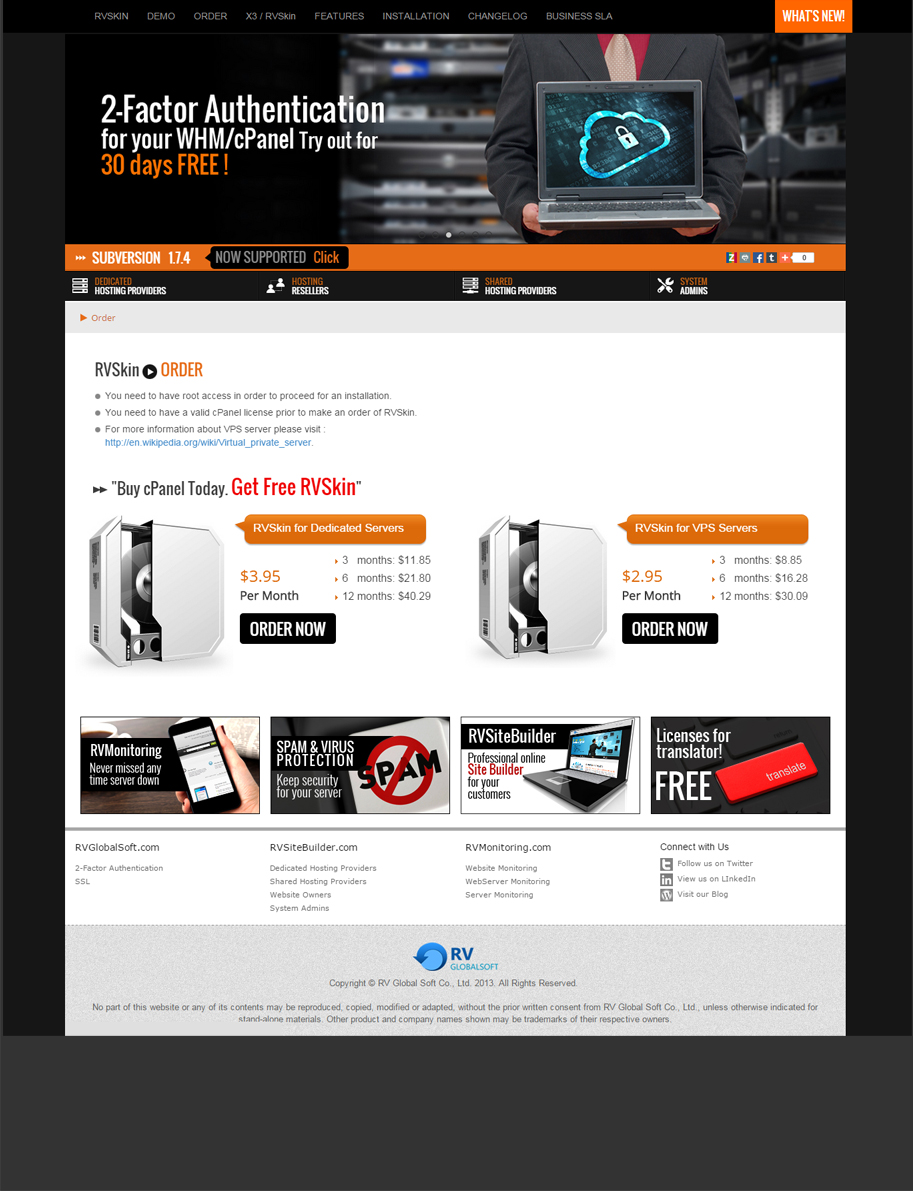 RVSKIN DEMO ORDER X3 / RVSkin FEATURES INSTALLATION CHANGELOG BUSINESS SLA WHAT'S NEW!
2-Factor Authentication
for your WHM/cPanel Try out for
30 days FREE !
SUBVERSION 1.7.4 NOW SUPPORTED Click 0
DEDICATED
HOSTING PROVIDERS
HOSTING
RESELLERS
SHARED
HOSTING PROVIDERS
SYSTEM
ADMINS
Order
RVSkin ORDER
You need to have root access in order to proceed for an installation.
You need to have a valid cPanel license prior to make an order of RVSkin.
For more information about VPS server please visit :
http://en.wikipedia.org/wiki/Virtual_private_server.
"Buy cPanel Today. Get Free RVSkin"
RVSkin for Dedicated Servers
$3.95
Per Month
3 months: $11.85
6 months: $21.80
12 months: $40.29
ORDER NOW
RVSkin for VPS Servers
$2.95
Per Month
3 months: $8.85
6 months: $16.28
12 months: $30.09
ORDER NOW
RVMonitoring
Never missed any
time server down
SPAM & VIRUS
PROTECTION
Keep security
for your server
SPAM
RVSiteBuilder
Professional online
Site Builder
for your
customers
Licenses for
translator!
FREE
translate
RVGlobalSoft.com
2-Factor Authentication
SSL
RVSiteBuilder.com
Dedicated Hosting Providers
Shared Hosting Providers
Website Owners
System Admins
RVMonitoring.com
Website Monitoring
WebServer Monitoring
Server Monitoring
Connect with Us
Follow us on Twitter
View us on LInkedIn
Visit our Blog
RV
GLOBALSOFT
Copyright © RV Global Soft Co., Ltd. 2013. All Rights Reserved.
No part of this website or any of its contents may be reproduced, copied, modified or adapted, without the prior written consent from RV Global Soft Co., Ltd., unless otherwise indicated for
stand-alone materials. Other product and company names shown may be trademarks of their respective owners.